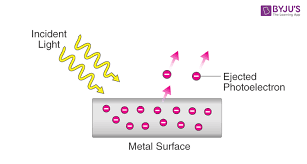 BYJU'S
The Learning App
Incident
Light
Ejected
Photoelectron
Metal Surface